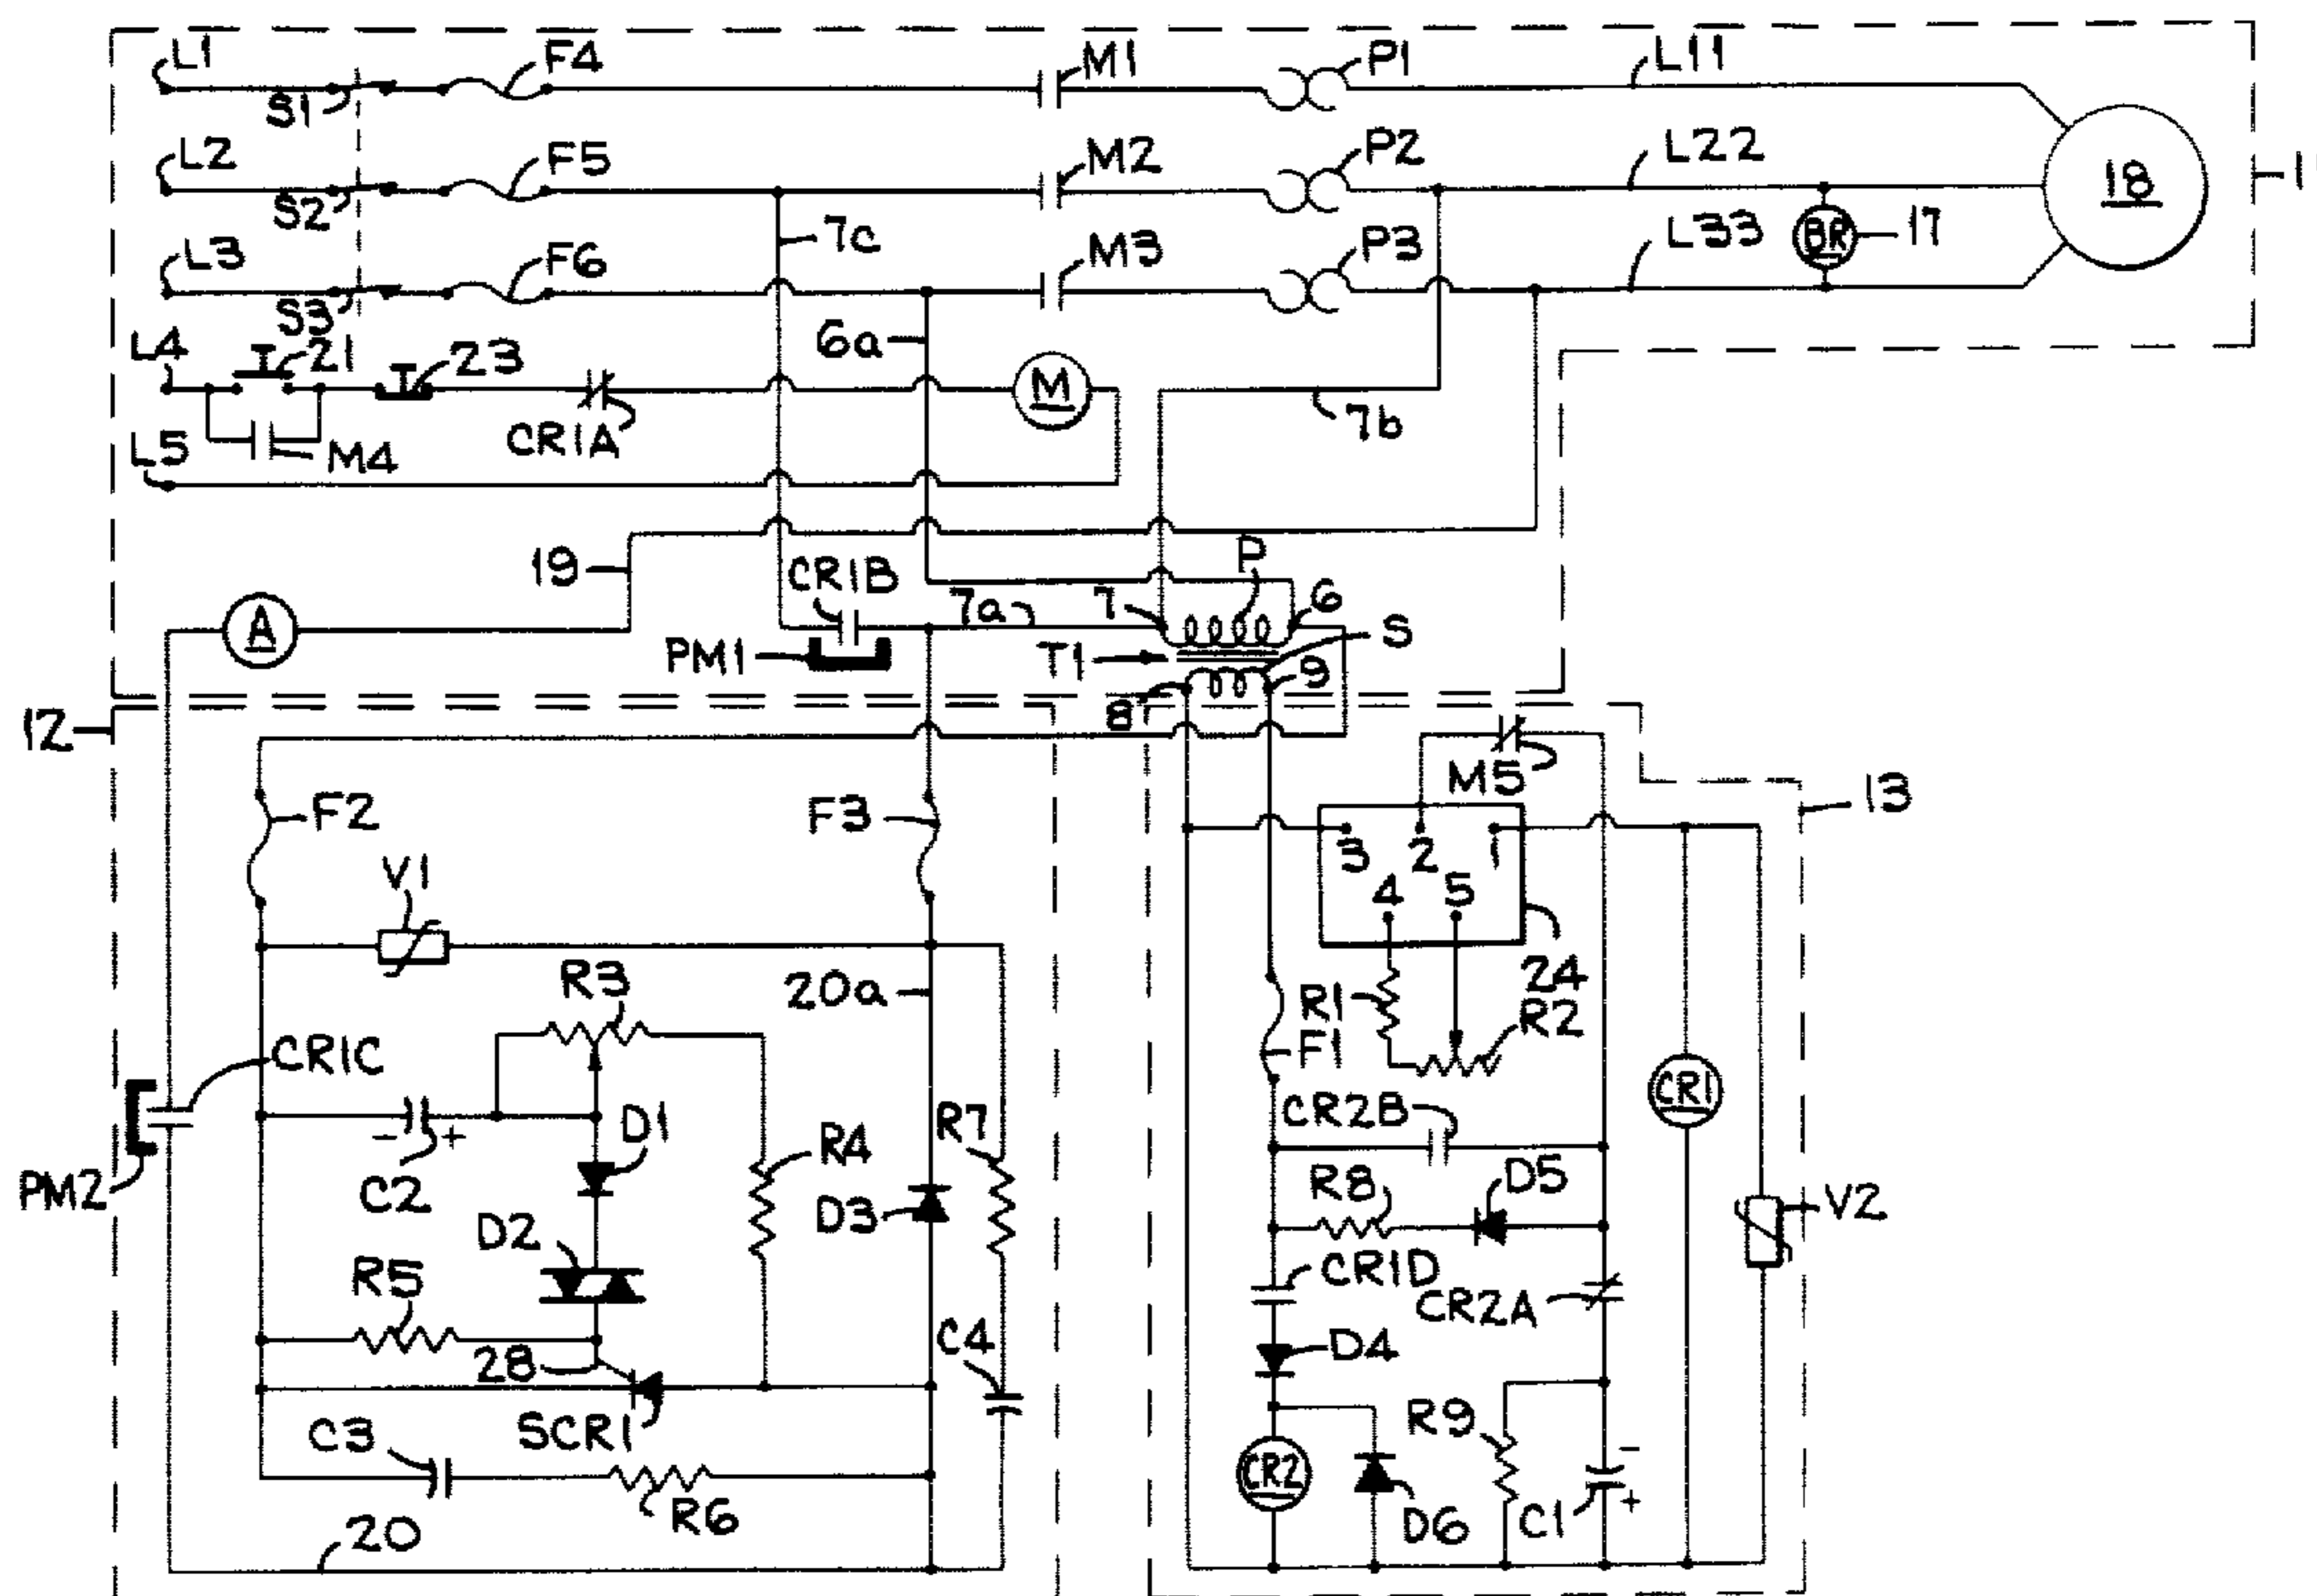 L1
S1
F4
M1
P1
L11
L2
S2
F5
M2
P2
L22
18
L3
S3
F6
7c
M3
P3
L33
BR
17
L4
21
23
6a
M
7b
CR1A
L5
M4
19
CR1B
7a
7
P
6
A
PM1
T1
S
9
8
12
M5
13
F2
F3
3
2
1
V1
4
5
24
R3
20a
R1
R2
F1
CR1C
CR2B
CR1
D1
R4
R7
PM2
C2
D3
R8
D5
V2
D2
R5
CR1D
CR2A
28
C4
D4
SCR1
C3
R9
R6
CR2
D6
C1
20